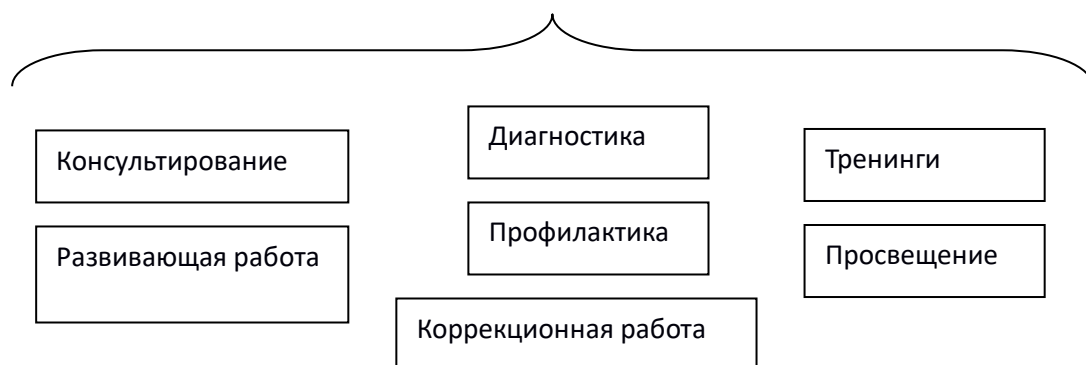 Диагностика
Консультирование
Тренинги
Профилактика
Развивающая работа
Просвещение
Коррекционная работа